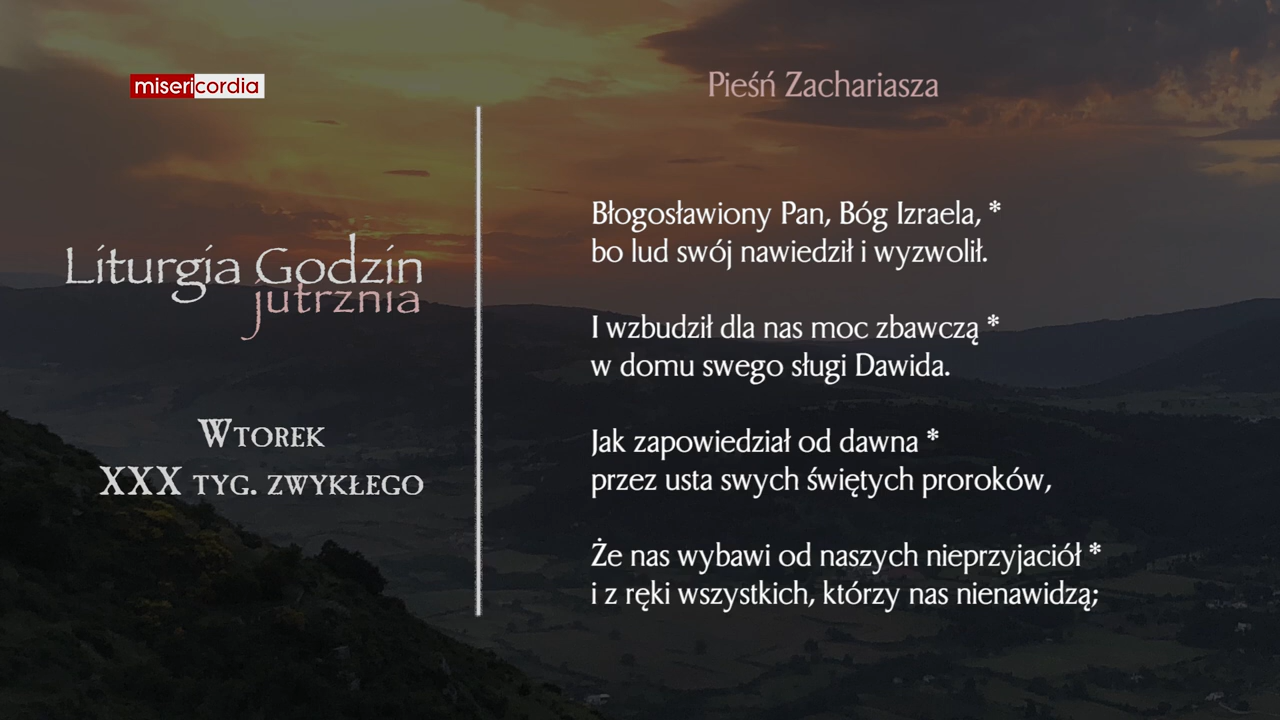 misericordia
Liturgia Godzin
jutrznia
Wtorek
XXX tyg. zwykłego
Pieśń Zachariasza
Błogosławiony Pan, Bóg Izraela, *
bo lud swój nawiedził i wyzwolił.
I wzbudził dla nas moc zbawczą *
w domu swego sługi Dawida.
Jak zapowiedział od dawna *
przez usta swych świętych proroków,
Że nas wybawi od naszych nieprzyjaciół *
i z ręki wszystkich, którzy nas nienawidzą;